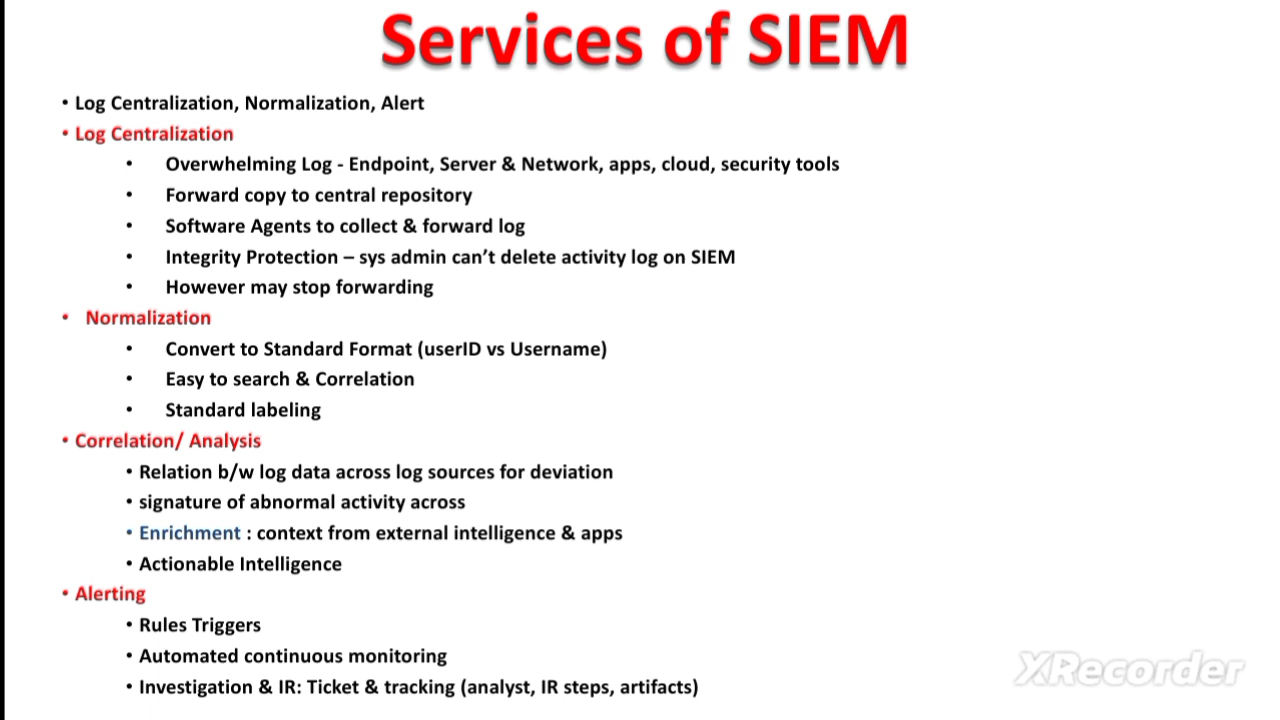 Services of SIEM
• Log Centralization, Normalization, Alert
• Log Centralization
• Overwhelming Log - Endpoint, Server & Network, apps, cloud, security tools
• Forward copy to central repository
• Software Agents to collect & forward log
• Integrity Protection – sys admin can't delete activity log on SIEM
• However may stop forwarding
• Normalization
• Convert to Standard Format (userID vs Username)
• Easy to search & Correlation
• Standard labeling
• Correlation/ Analysis
• Relation b/w log data across log sources for deviation
• signature of abnormal activity across
• Enrichment : context from external intelligence & apps
• Actionable Intelligence
• Alerting
• Rules Triggers
• Automated continuous monitoring
• Investigation & IR: Ticket & tracking (analyst, IR steps, artifacts)
XRecorder